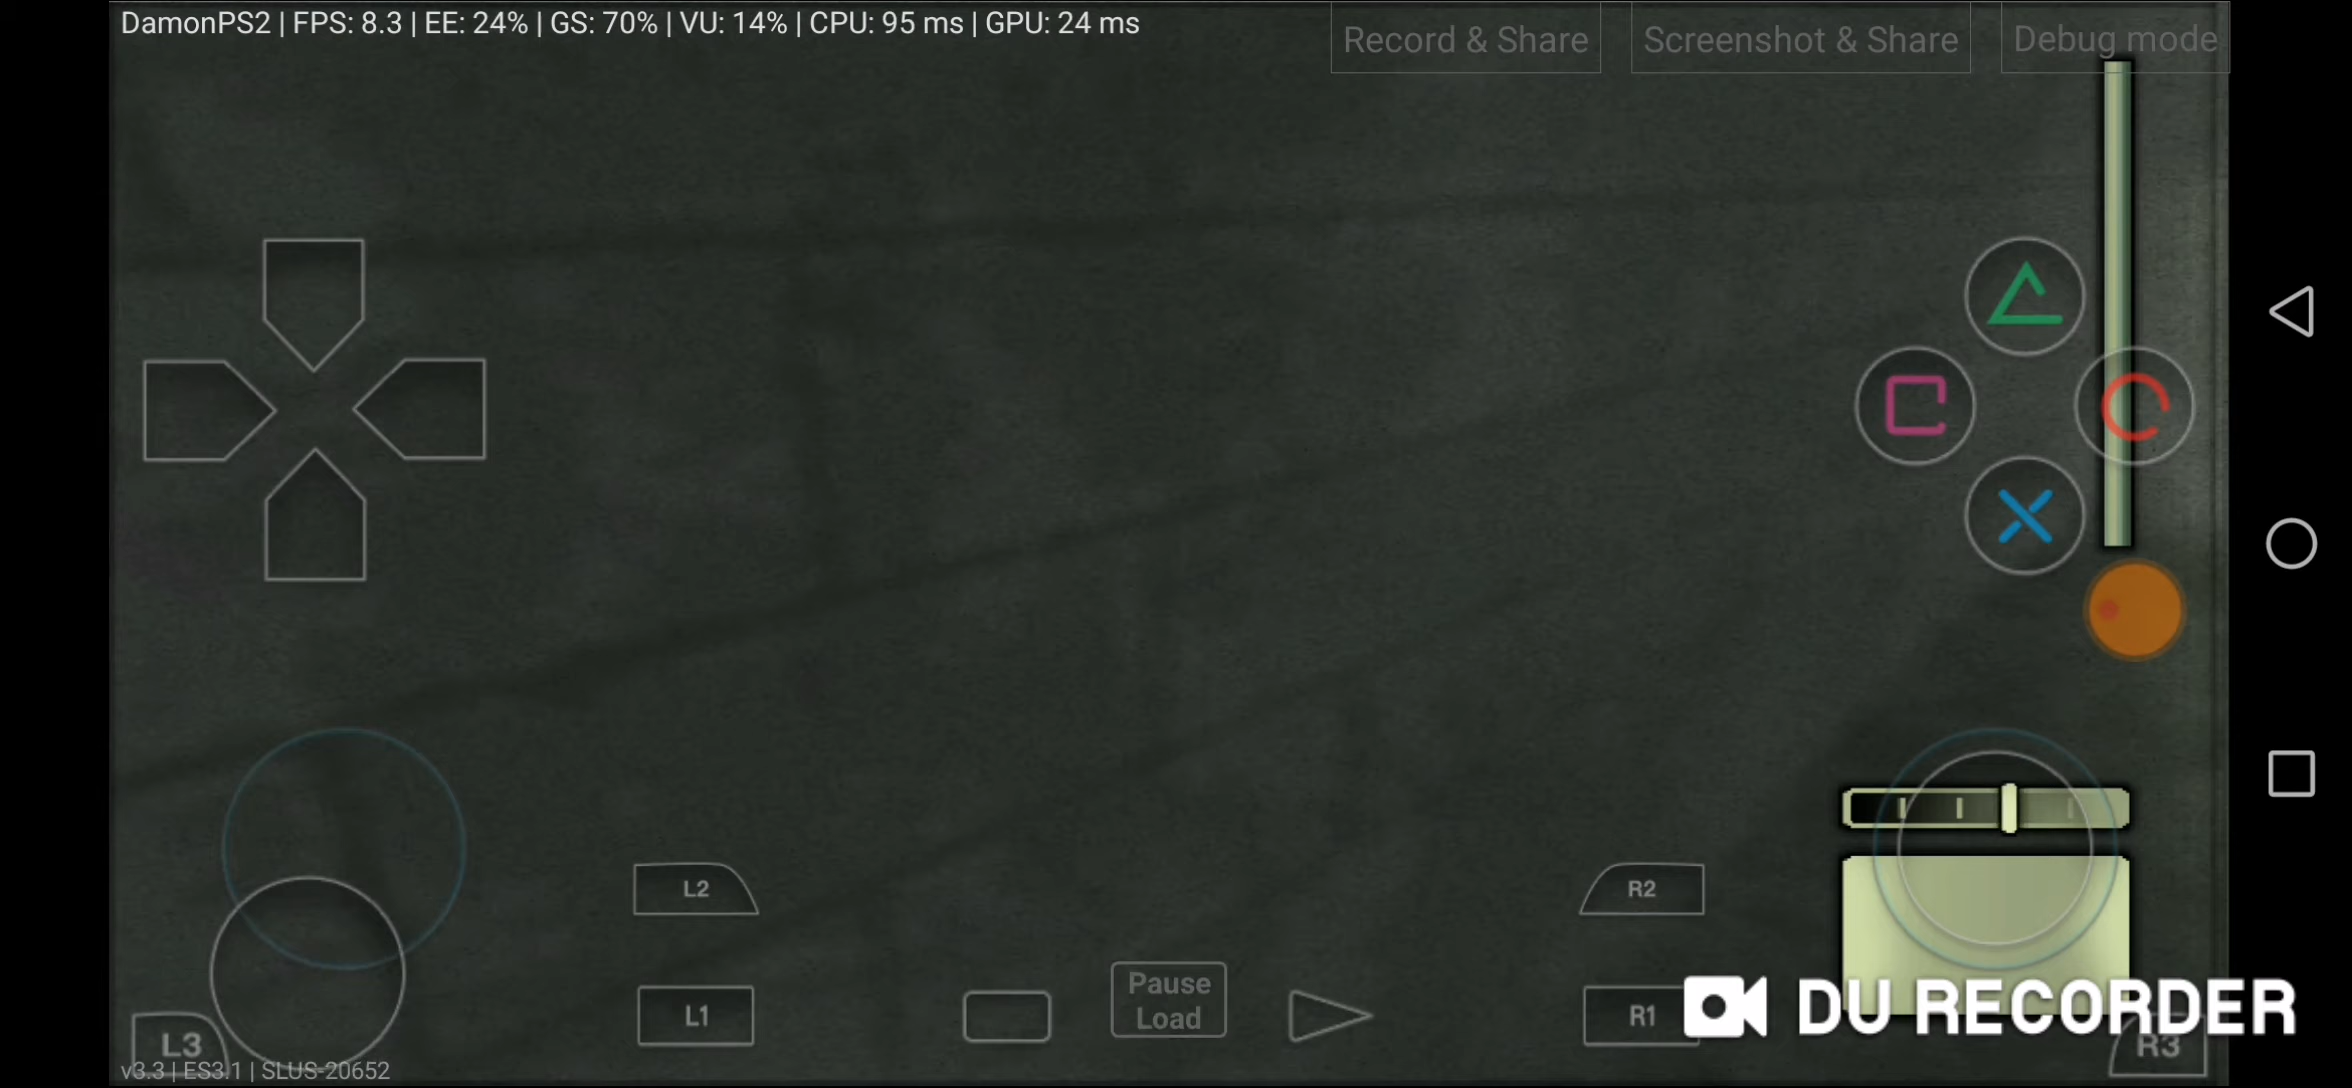 DamonPS2 | FPS: 8.3 | EE: 24% | GS: 70% | VU: 14% | CPU: 95 ms | GPU: 24 ms
Record & Share
Screenshot & Share
Debug mode
L2
R2
L1
Pause
Load
R1
DU RECORDER
L3
R3
v3.3 | ES3.1 | SLUS-20652